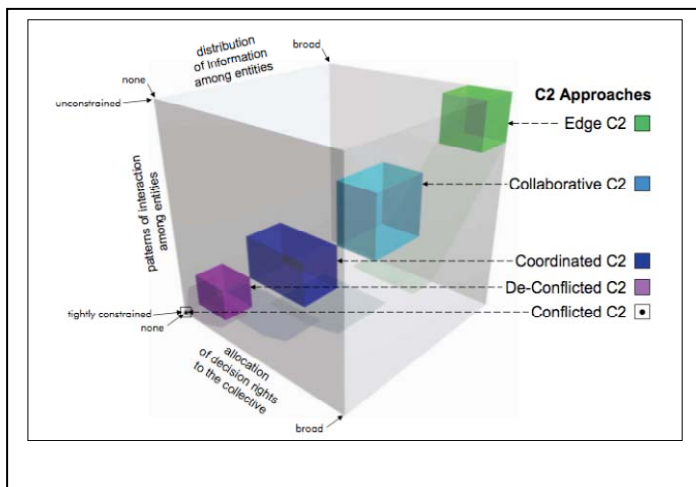 distribution
of Information
among entities
broad
none
unconstrained
C2 Approaches
Edge C2
patterns of interaction
among entities
Collaborative C2
Coordinated C2
De-Conflicted C2
tightly constrained
Conflicted C2
none
allocation
of decision rights
to the collective
broad